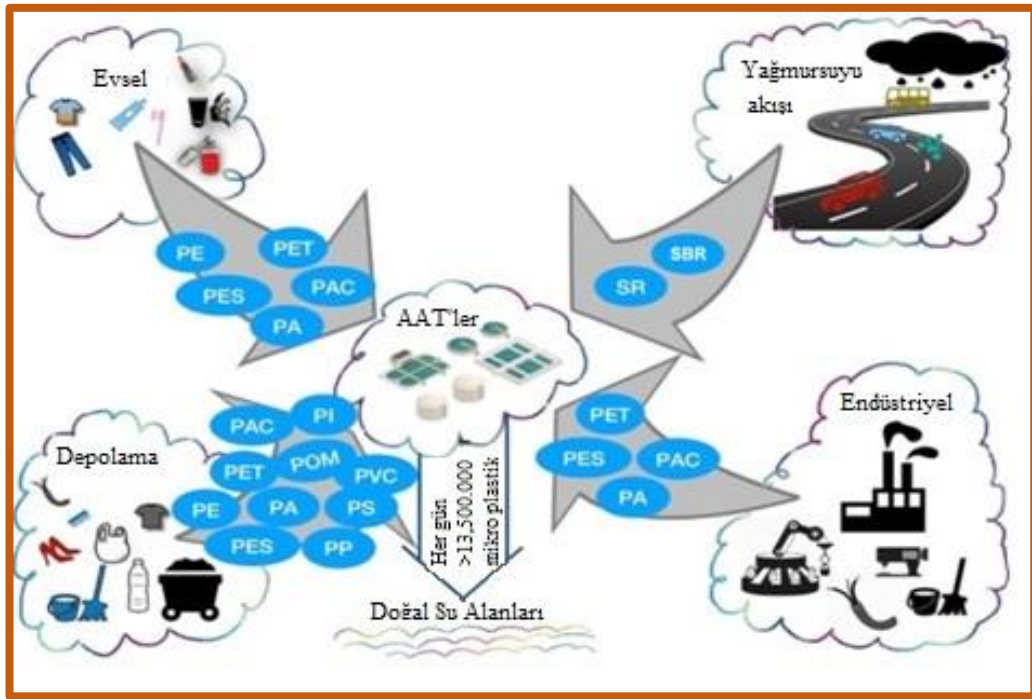 Evsel
Yağmursuyu
akışı
PE
PET
PES
PAC
PA
SBR
SR
AAT'ler
PAC
PI
PET
POM
PVC
PE
PA
PS
PES
PP
Depolama
Her gün
>13,500.000
mikro plastik
PET
PES
PAC
PA
Endüstriyel
Doğal Su Alanları